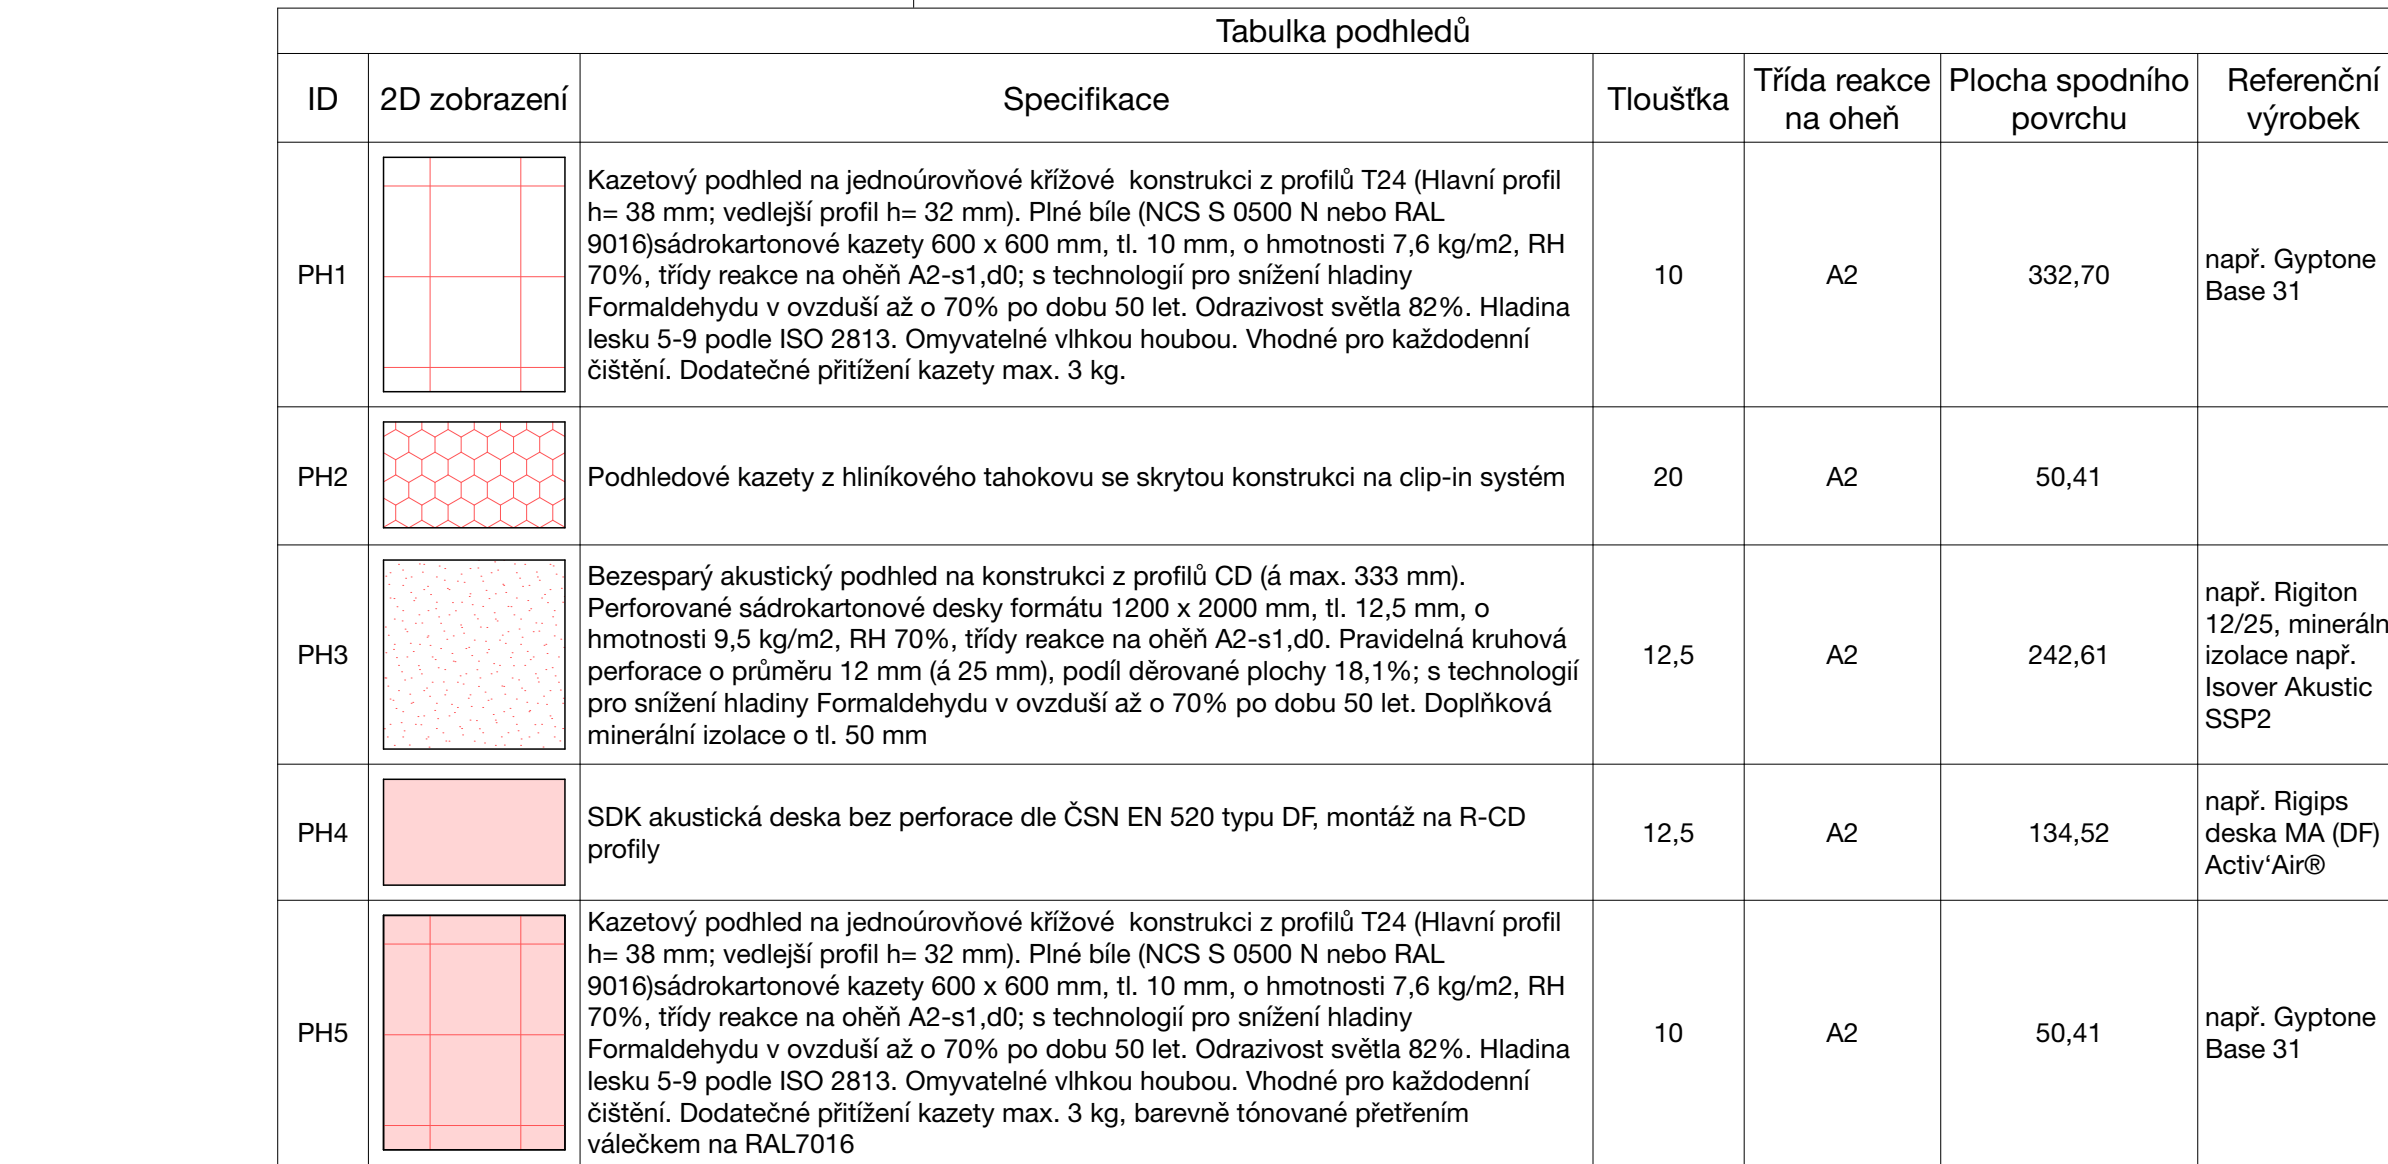 Tabulka podhledů
ID
2D zobrazení
Specifikace
Tloušťka
Třída reakce
na oheň
Plocha spodního
povrchu
Referenční
výrobek
PH1
Kazetový podhled na jednoúrovňové křížové  konstrukci z profilů T24 (Hlavní profil
h= 38 mm; vedlejší profil h= 32 mm). Plné bíle (NCS S 0500 N nebo RAL
9016)sádrokartonové kazety 600 x 600 mm, tl. 10 mm, o hmotnosti 7,6 kg/m2, RH
70%, třídy reakce na ohěň A2-s1,d0; s technologií pro snížení hladiny
Formaldehydu v ovzduší až o 70% po dobu 50 let. Odrazivost světla 82%. Hladina
lesku 5-9 podle ISO 2813. Omyvatelné vlhkou houbou. Vhodné pro každodenní
čištění. Dodatečné přitížení kazety max. 3 kg.
10
A2
332,70
např. Gyptone
Base 31
PH2
Podhledové kazety z hliníkového tahokovu se skrytou konstrukci na clip-in systém
20
A2
50,41
PH3
Bezesparý akustický podhled na konstrukci z profilů CD (á max. 333 mm).
Perforované sádrokartonové desky formátu 1200 x 2000 mm, tl. 12,5 mm, o
hmotnosti 9,5 kg/m2, RH 70%, třídy reakce na ohěň A2-s1,d0. Pravidelná kruhová
perforace o průměru 12 mm (á 25 mm), podíl děrované plochy 18,1%; s technologií
pro snížení hladiny Formaldehydu v ovzduší až o 70% po dobu 50 let. Doplňková
minerální izolace o tl. 50 mm
12,5
A2
242,61
např. Rigiton
12/25, mineráln
izolace např.
Isover Akustic
SSP2
PH4
SDK akustická deska bez perforace dle ČSN EN 520 typu DF, montáž na R-CD
profily
12,5
A2
134,52
např. Rigips
deska MA (DF)
Activ‘Air®
PH5
Kazetový podhled na jednoúrovňové křížové  konstrukci z profilů T24 (Hlavní profil
h= 38 mm; vedlejší profil h= 32 mm). Plné bíle (NCS S 0500 N nebo RAL
9016)sádrokartonové kazety 600 x 600 mm, tl. 10 mm, o hmotnosti 7,6 kg/m2, RH
70%, třídy reakce na ohěň A2-s1,d0; s technologií pro snížení hladiny
Formaldehydu v ovzduší až o 70% po dobu 50 let. Odrazivost světla 82%. Hladina
lesku 5-9 podle ISO 2813. Omyvatelné vlhkou houbou. Vhodné pro každodenní
čištění. Dodatečné přitížení kazety max. 3 kg, barevně tónované přetřením
válečkem na RAL7016
10
A2
50,41
např. Gyptone
Base 31